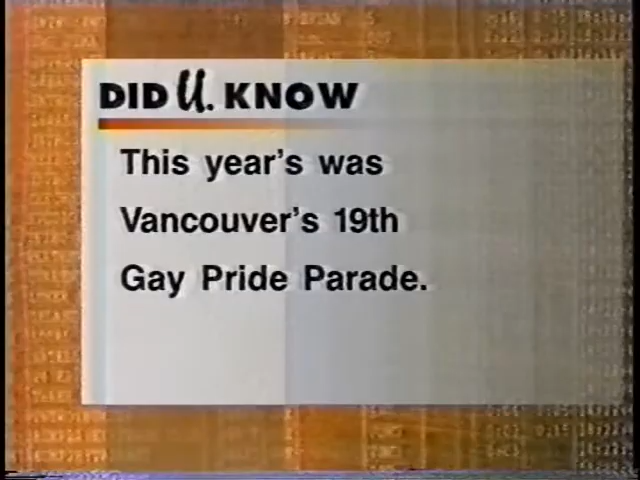 DID U. KNOW
This year's was
Vancouver's 19th
Gay Pride Parade.